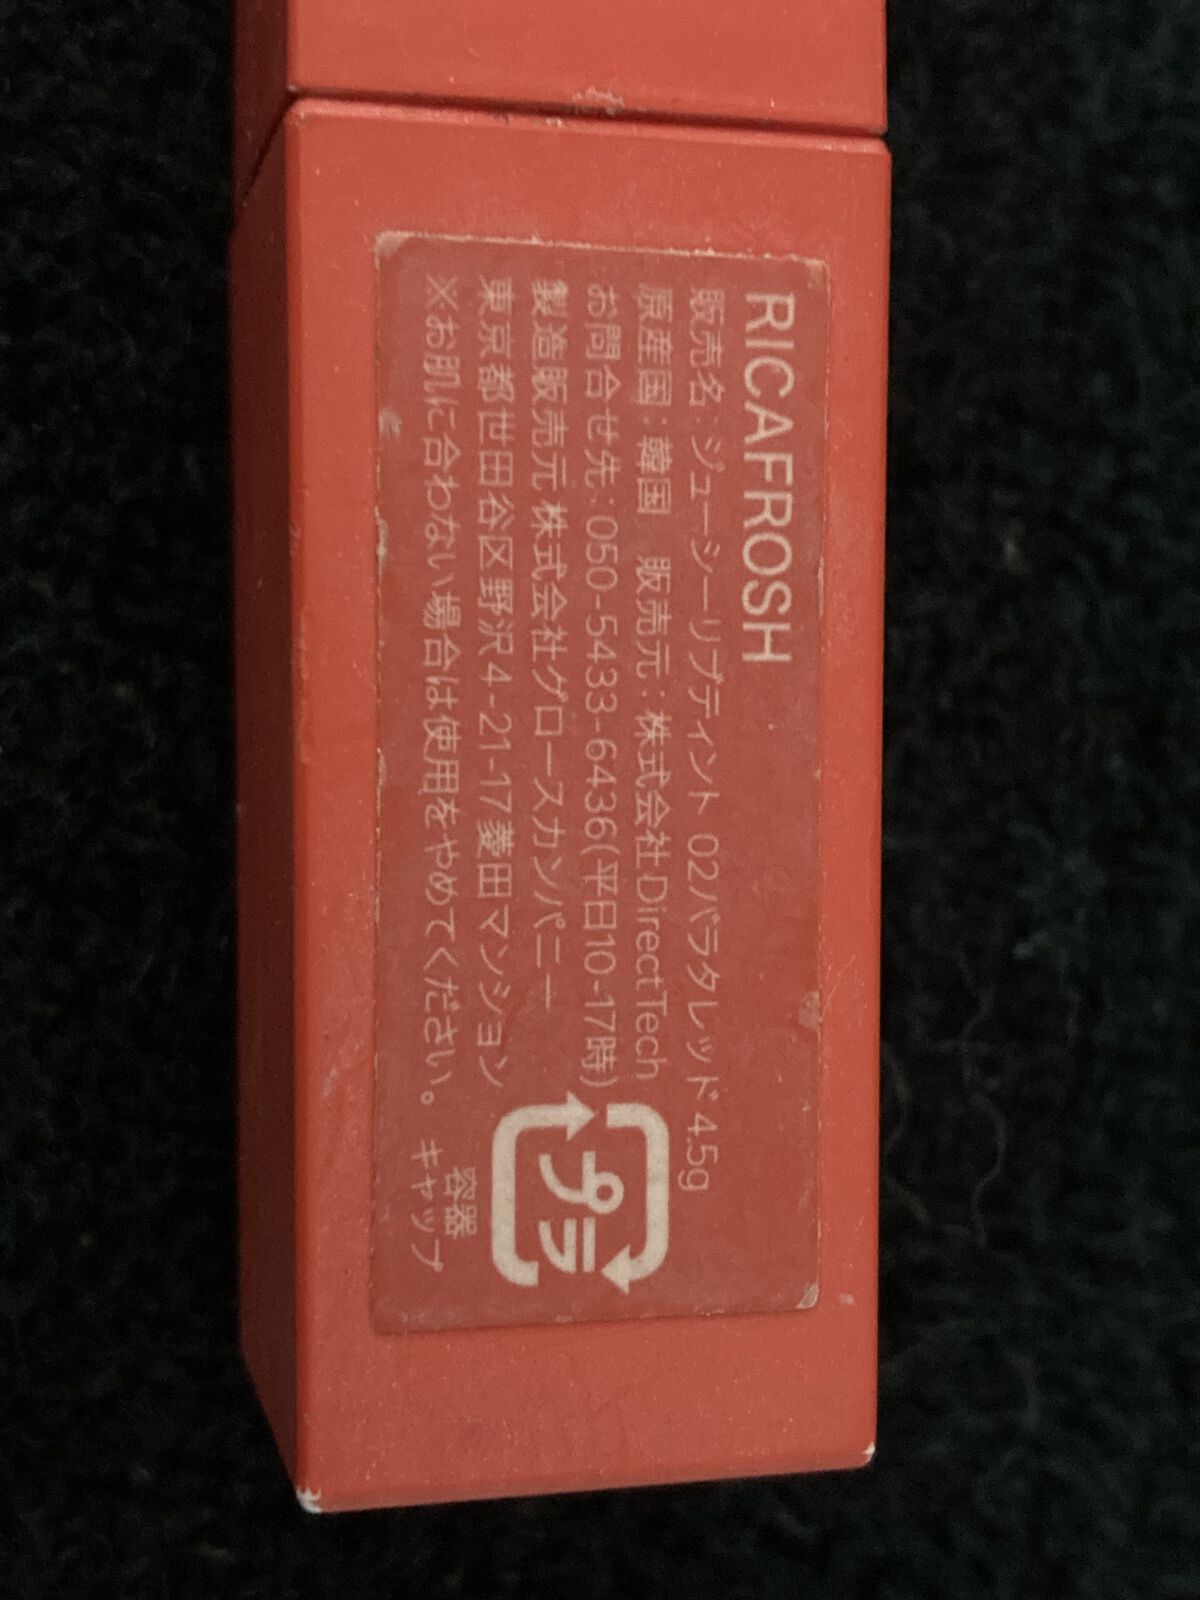 RICAFROSH
販売名:ジューシーリブティント 02バラタレッド4.5g
原産国:韓国　販売元:株式会社DirectTech
お問合せ先:050-5433-6436(平日10-17時)
製造販売元 株式会社グロースカンパニー
東京都世田谷区野沢4-21-17菱田マンション
※お肌に合わない場合は使用をやめてください。
プラ
容器
キャップ